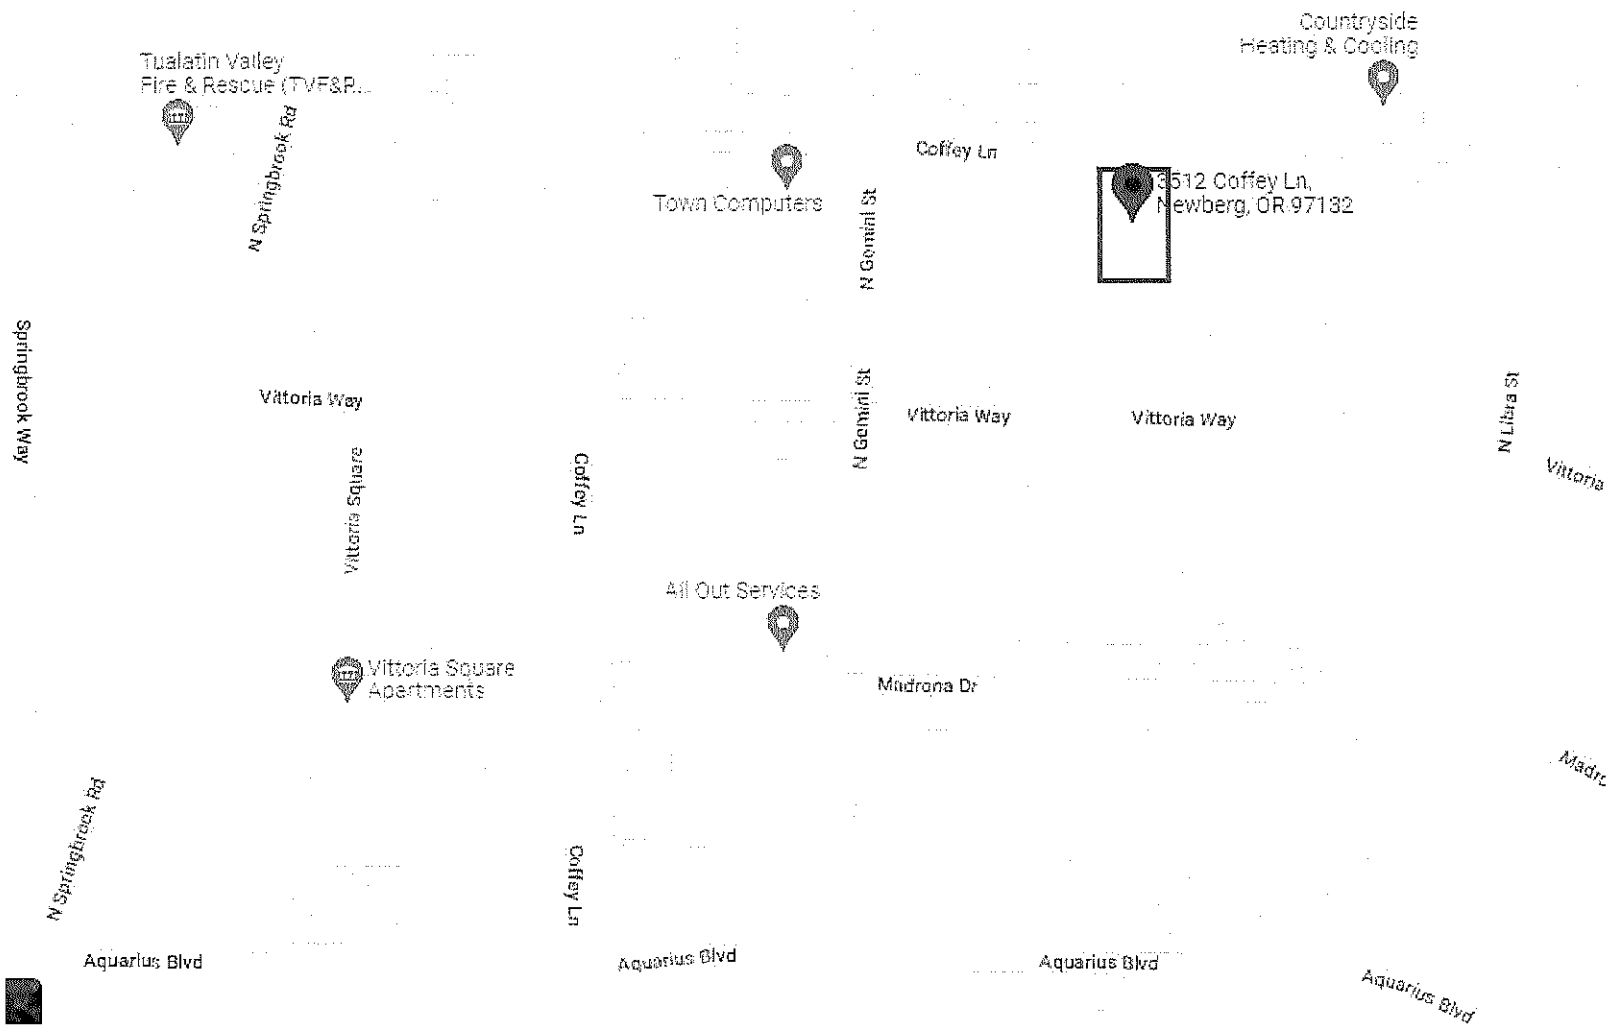 Countryside
Heating & Cooling
Tualatin Valley
Fire & Rescue (TVF&R...
N Springbrook Rd
Coffey Ln
Town Computers
N Gemini St
3512 Coffey Ln,
Newberg, OR 97132
Springbrook Way
Vittoria Way
N Gemini St
Vittoria Way
Vittoria Way
N Libra St
Vittoria
Vittoria Square
Coffey Ln
All Out Services
Vittoria Square
Apartments
Madrona Dr
Madro
N Springbrook Rd
Coffey Ln
Aquarius Blvd
Aquarius Blvd
Aquarius Blvd
Aquarius Blvd